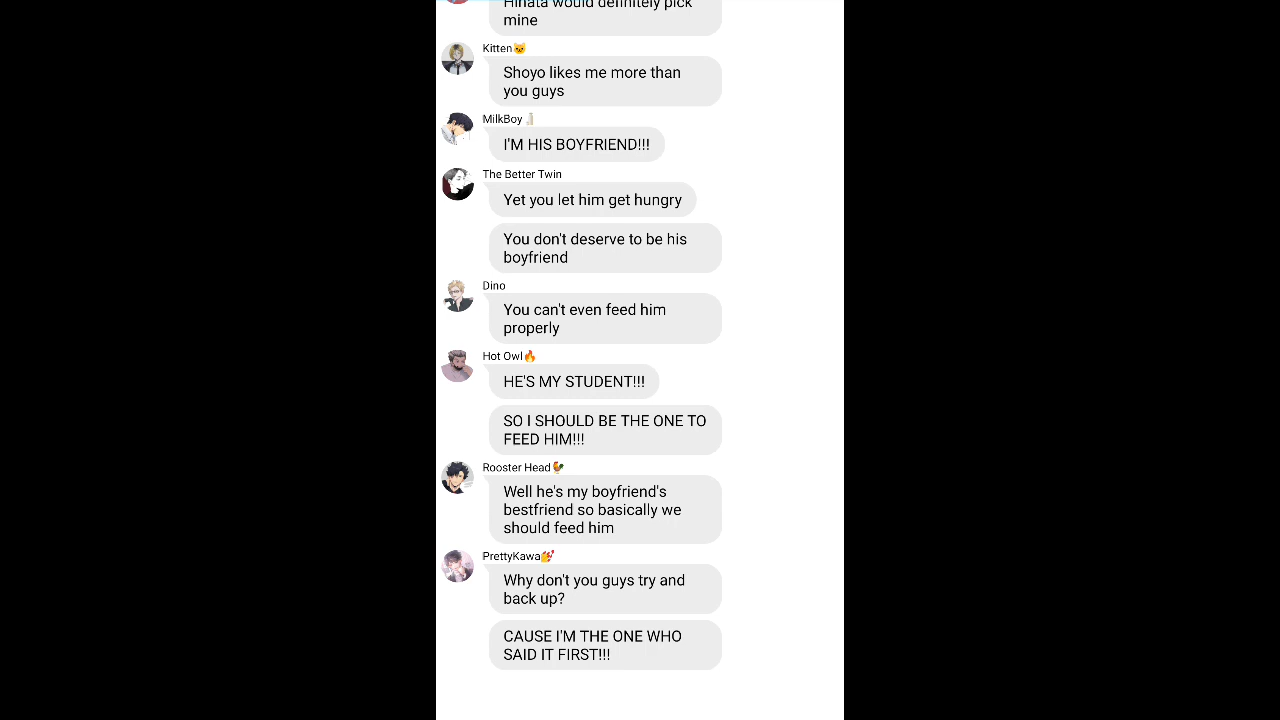 Hinata would definitely pick
mine
Kitten🐱
Shoyo likes me more than
you guys
MilkBoy🥛
I'M HIS BOYFRIEND!!!
The Better Twin
Yet you let him get hungry
You don't deserve to be his
boyfriend
Dino
You can't even feed him
properly
Hot Owl🔥
HE'S MY STUDENT!!!
SO I SHOULD BE THE ONE TO
FEED HIM!!!
Rooster Head🐓
Well he's my boyfriend's
bestfriend so basically we
should feed him
PrettyKawa💅
Why don't you guys try and
back up?
CAUSE I'M THE ONE WHO
SAID IT FIRST!!!